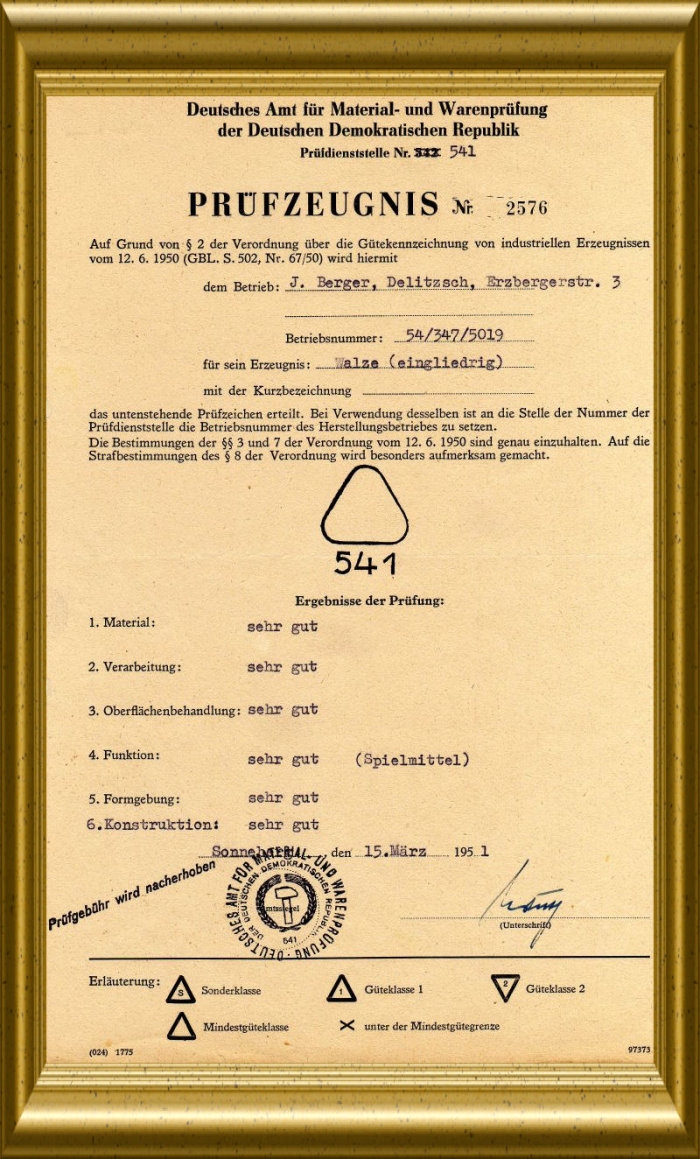 Deutsches Amt für Material- und Warenprüfung
der Deutschen Demokratischen Republik
Prüfdienststelle Nr. 342 541
PRÜFZEUGNIS Nr. 2576
Auf Grund von § 2 der Verordnung über die Gütekennzeichnung von industriellen Erzeugnissen
vom 12. 6. 1950 (GBL. S. 502, Nr. 67/50) wird hiermit
dem Betrieb: J. Berger, Delitzsch, Erzbergerstr. 3
Betriebsnummer: 54/347/5019
für sein Erzeugnis: Walze (eingliedrig)
mit der Kurzbezeichnung
das untenstehende Prüfzeichen erteilt. Bei Verwendung desselben ist an die Stelle der Nummer der
Prüfdienststelle die Betriebsnummer des Herstellungsbetriebes zu setzen.
Die Bestimmungen der §§ 3 und 7 der Verordnung vom 12. 6. 1950 sind genau einzuhalten. Auf die
Strafbestimmungen des § 8 der Verordnung wird besonders aufmerksam gemacht.
541
Ergebnisse der Prüfung:
1. Material: sehr gut
2. Verarbeitung: sehr gut
3. Oberflächenbehandlung: sehr gut
4. Funktion: sehr gut (Spielmittel)
5. Formgebung: sehr gut
6.Konstruktion: sehr gut
Sonneberg den 15.März 1951
Prüfgebühr wird nacherhoben
DEUTSCHES AMT FÜR MATERIAL- UND WARENPRÜFUNG
DER DEUTSCHEN DEMOKRATISCHEN REPUBLIK
Amtssiegel
541
(Unterschrift)
Erläuterung: S Sonderklasse 1 Güteklasse 1 2 Güteklasse 2
Mindestgüteklasse unter der Mindestgütegrenze
(024) 1775 97373